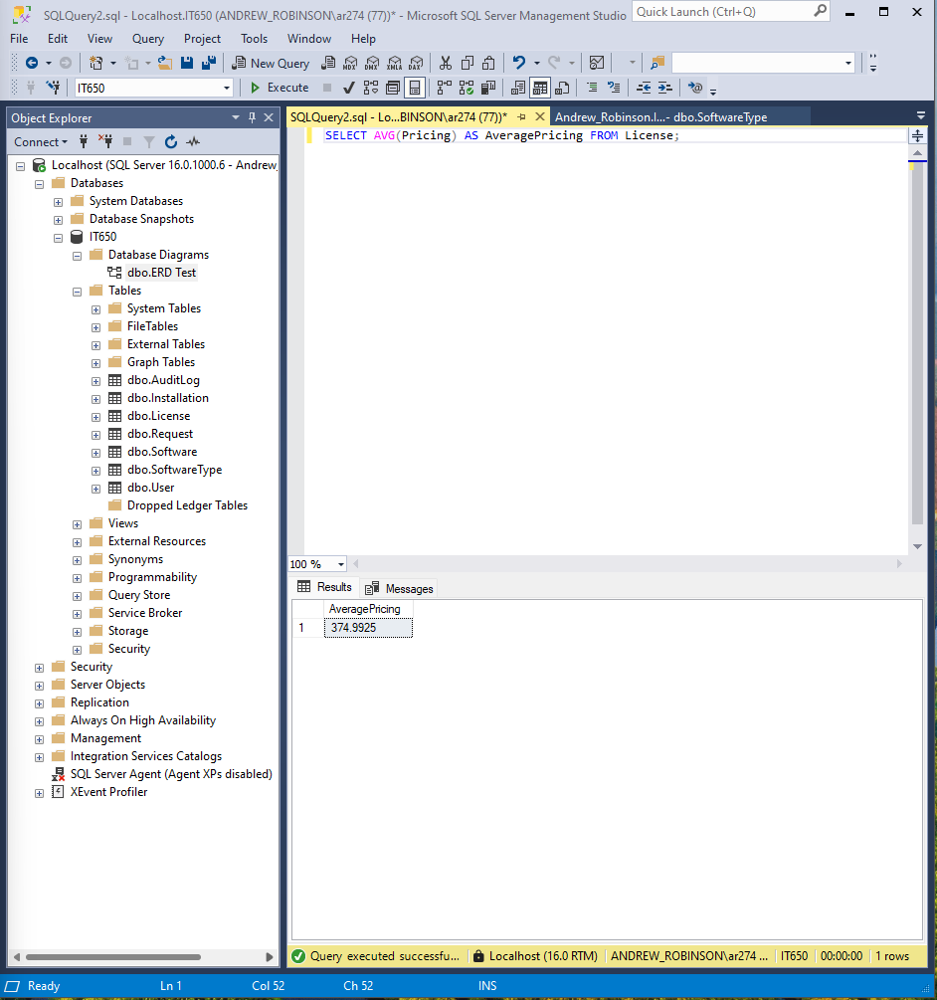 SQLQuery2.sql - Localhost.IT650 (ANDREW_ROBINSON\ar274 (77))* - Microsoft SQL Server Management Studio
Quick Launch (Ctrl+Q)
File Edit View Query Project Tools Window Help
New Query
MDX DMX XMLA DAX
IT650
Execute
Object Explorer
Connect
Localhost (SQL Server 16.0.1000.6 - Andrew_
Databases
System Databases
Database Snapshots
IT650
Database Diagrams
dbo.ERD Test
Tables
System Tables
FileTables
External Tables
Graph Tables
dbo.AuditLog
dbo.Installation
dbo.License
dbo.Request
dbo.Software
dbo.SoftwareType
dbo.User
Dropped Ledger Tables
Views
External Resources
Synonyms
Programmability
Query Store
Service Broker
Storage
Security
Security
Server Objects
Replication
Always On High Availability
Management
Integration Services Catalogs
SQL Server Agent (Agent XPs disabled)
XEvent Profiler
SQLQuery2.sql - Lo...BINSON\ar274 (77))*
Andrew_Robinson.I...- dbo.SoftwareType
SELECT AVG(Pricing) AS AveragePricing FROM License;
100 %
Results
Messages
AveragePricing
1 374.9925
Query executed successfu... Localhost (16.0 RTM) ANDREW_ROBINSON\ar274 ... IT650 00:00:00 1 rows
Ready Ln 1 Col 52 Ch 52 INS